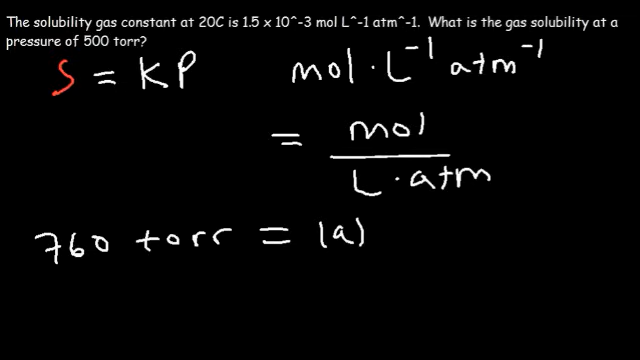 The solubility gas constant at 20C is 1.5 x 10^-3 mol L^-1 atm^-1.  What is the gas solubility at a
pressure of 500 torr?
S = KP
mol · L⁻¹ atm⁻¹
= mol
L · atm
760 torr = 1a)